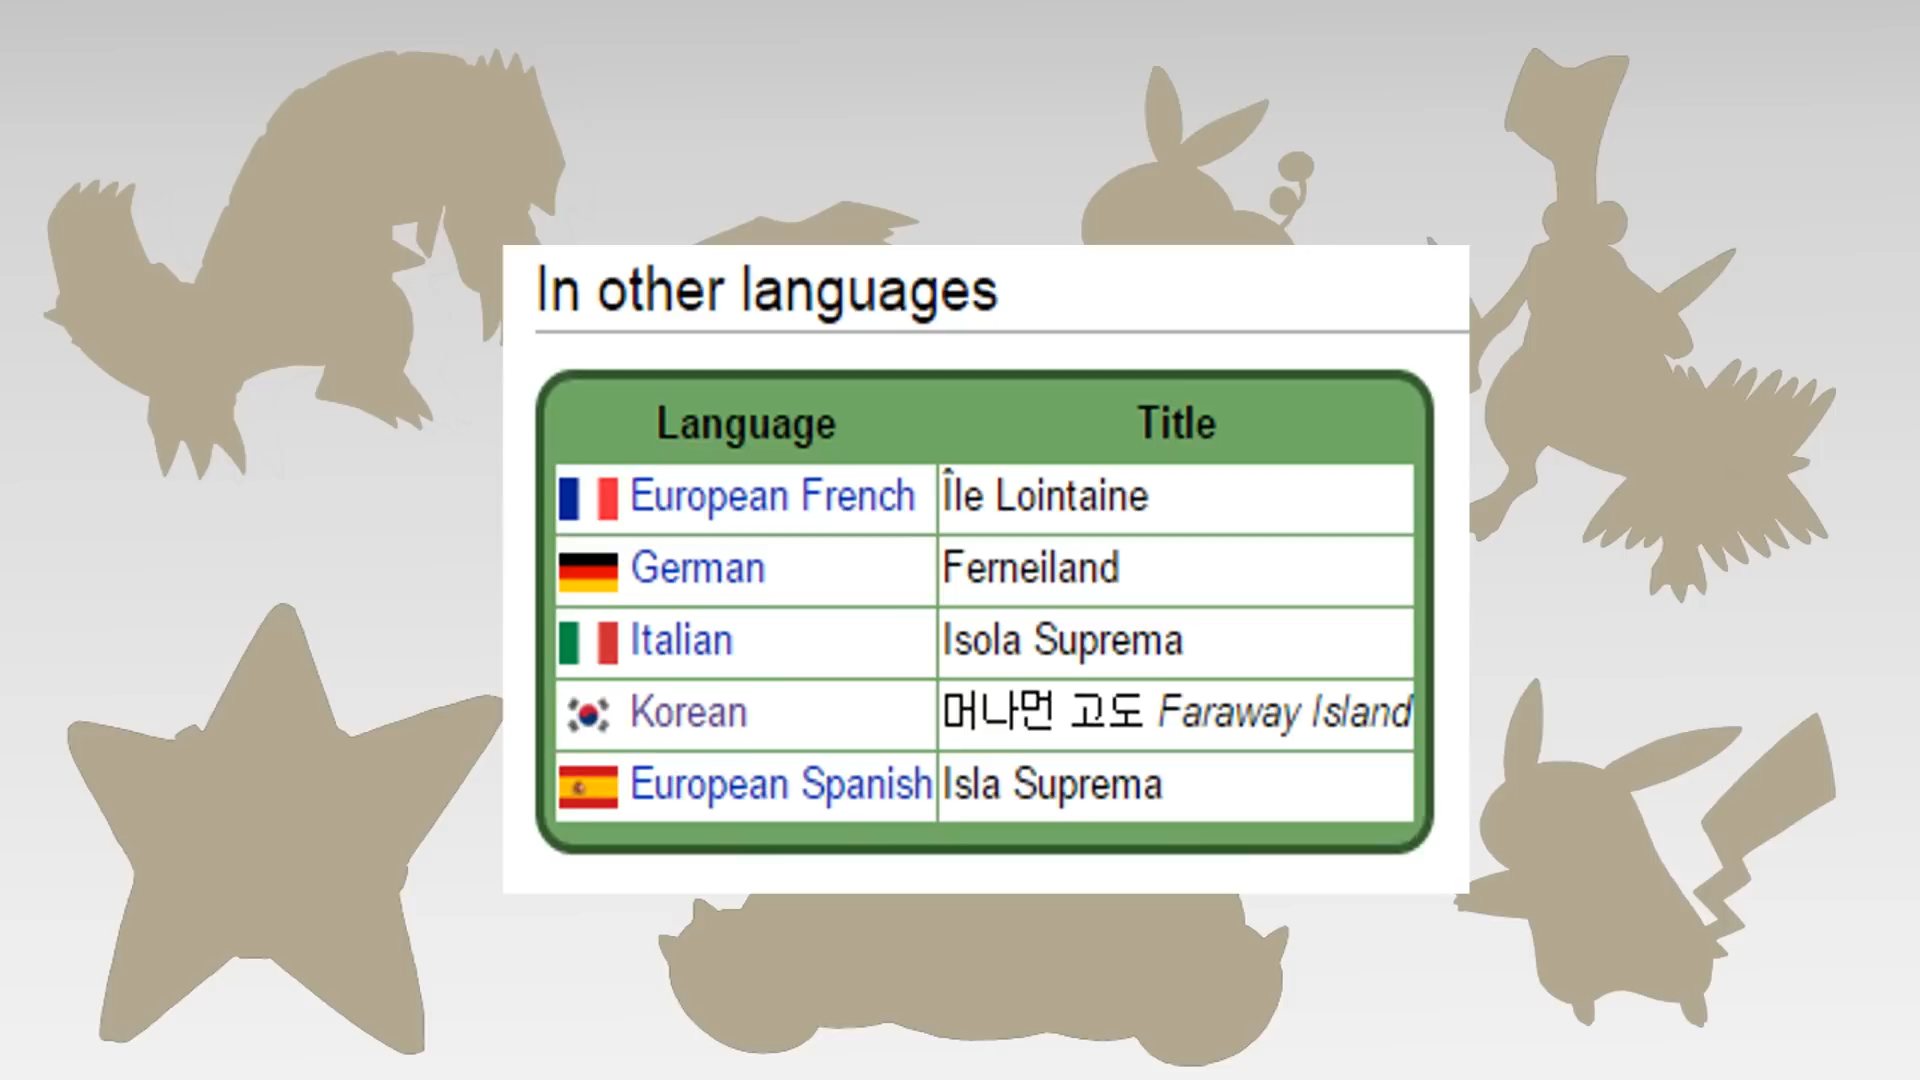 In other languages
Language Title
European French Île Lointaine
German Ferneiland
Italian Isola Suprema
Korean 머나먼 고도 Faraway Island
European Spanish Isla Suprema